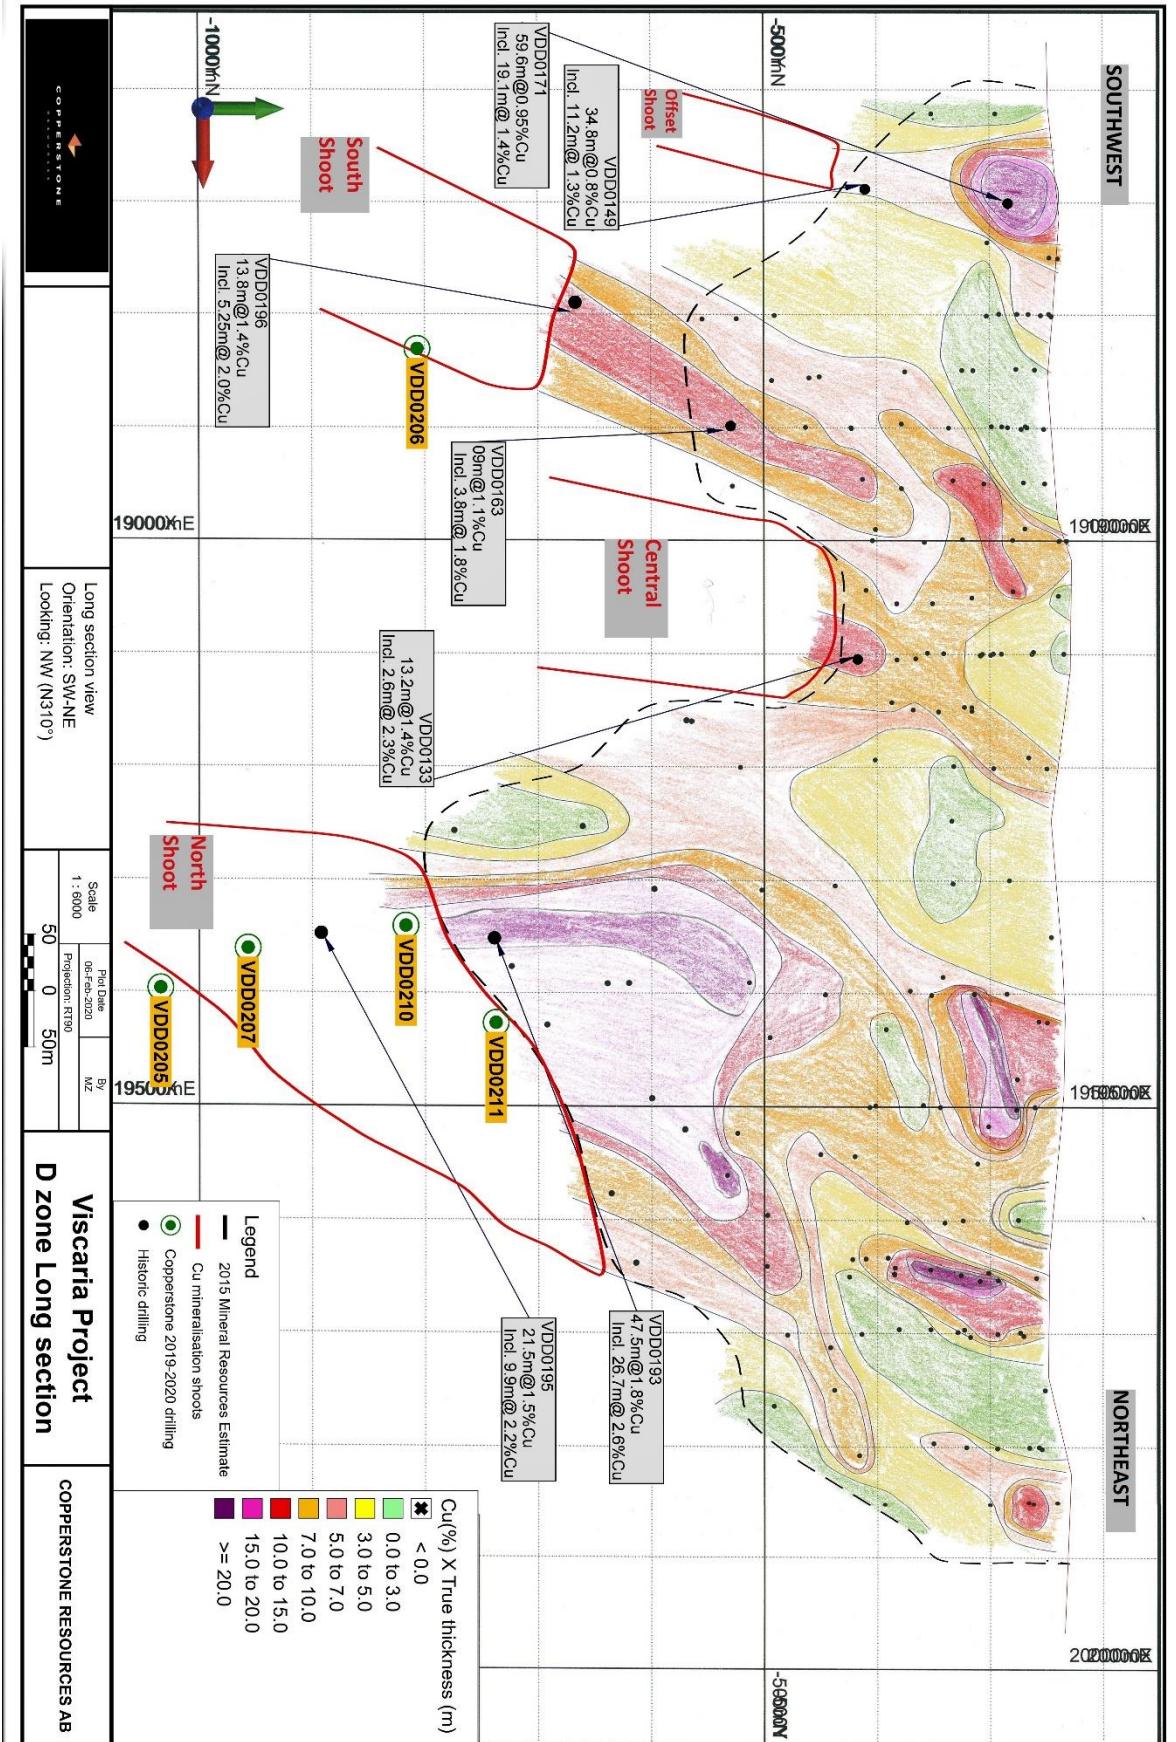 SOUTHWEST
NORTHEAST
-1000
-500
VDD0171
59.6m@0.95%Cu
Incl. 19.1m@ 1.4%Cu
VDD0149
34.8m@0.8%Cu
Incl. 11.2m@ 1.3%Cu
Offset
Shoot
South
Shoot
VDD0196
13.8m@1.4%Cu
Incl. 5.25m@ 2.0%Cu
VDD0206
VDD0163
09m@1.1%Cu
Incl. 3.8m@ 1.8%Cu
Central
Shoot
VDD0133
13.2m@1.4%Cu
Incl. 2.6m@ 2.3%Cu
North
Shoot
VDD0210
VDD0207
VDD0211
VDD0205
VDD0193
47.5m@1.8%Cu
Incl. 26.7m@ 2.6%Cu
VDD0195
21.5m@1.5%Cu
Incl. 9.9m@ 2.2%Cu
Legend
2015 Mineral Resources Estimate
Cu mineralisation shoots
Copperstone 2019-2020 drilling
Historic drilling
Cu(%) X True thickness (m)
< 0.0
0.0 to 3.0
3.0 to 5.0
5.0 to 7.0
7.0 to 10.0
10.0 to 15.0
15.0 to 20.0
>= 20.0
COPPERSTONE
Long section view
Orientation: SW-NE
Looking: NW (N310°)
Scale
1 : 6000
Plot Date
06-Feb-2020
By
MZ
Projection: RT90
50 0 50m
Viscaria Project
D zone Long section
COPPERSTONE RESOURCES AB